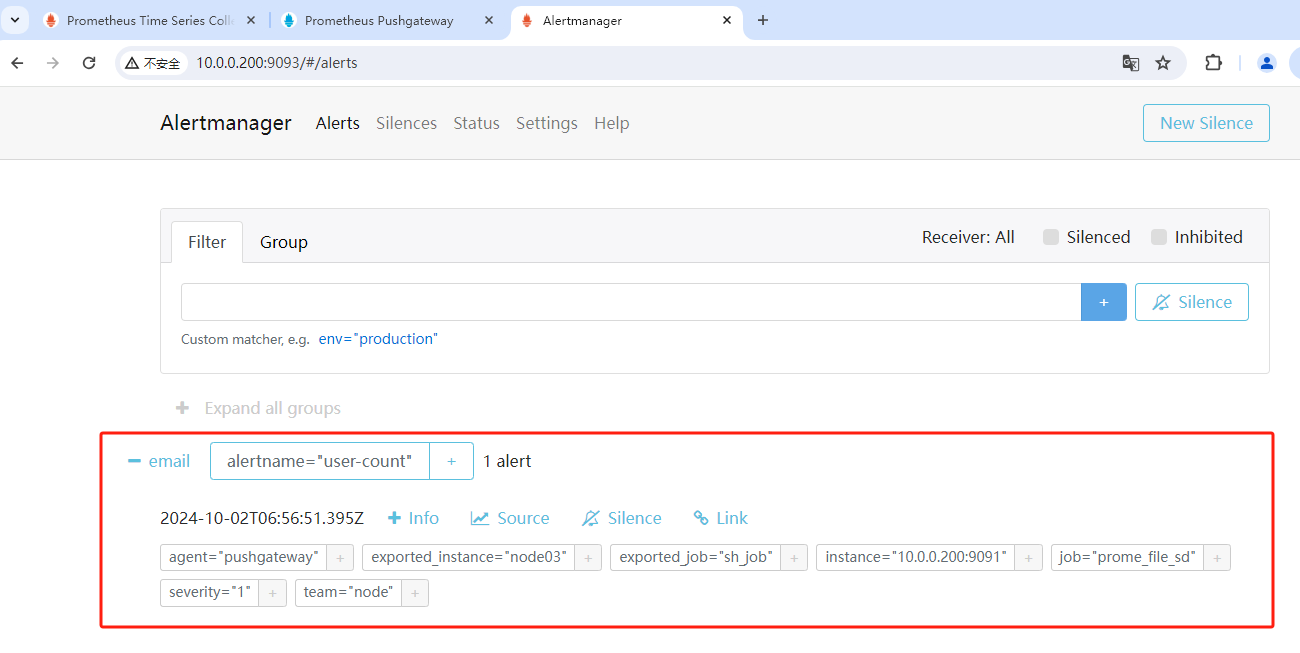 Prometheus Time Series Colle
Prometheus Pushgateway
Alertmanager
不安全 10.0.0.200:9093/#/alerts
Alertmanager Alerts Silences Status Settings Help New Silence
Filter Group Receiver: All Silenced Inhibited
+ Silence
Custom matcher, e.g. env="production"
+ Expand all groups
− email alertname="user-count" + 1 alert
2024-10-02T06:56:51.395Z + Info Source Silence Link
agent="pushgateway" + exported_instance="node03" + exported_job="sh_job" + instance="10.0.0.200:9091" + job="prome_file_sd" +
severity="1" + team="node" +